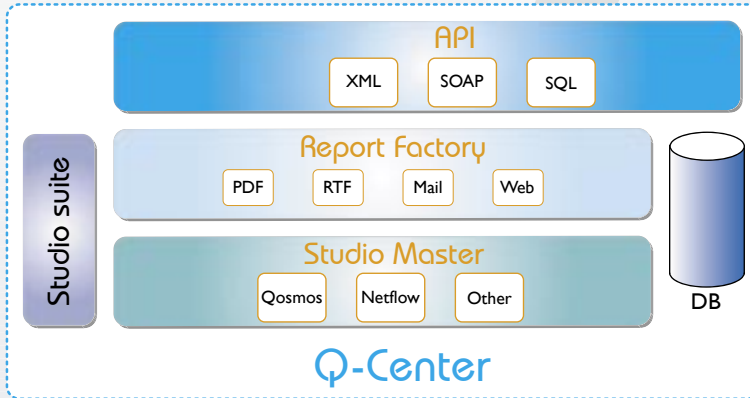 API
XML SOAP SQL
Studio suite
Report Factory
PDF RTF Mail Web
Studio Master
Qosmos Netflow Other
DB
Q-Center